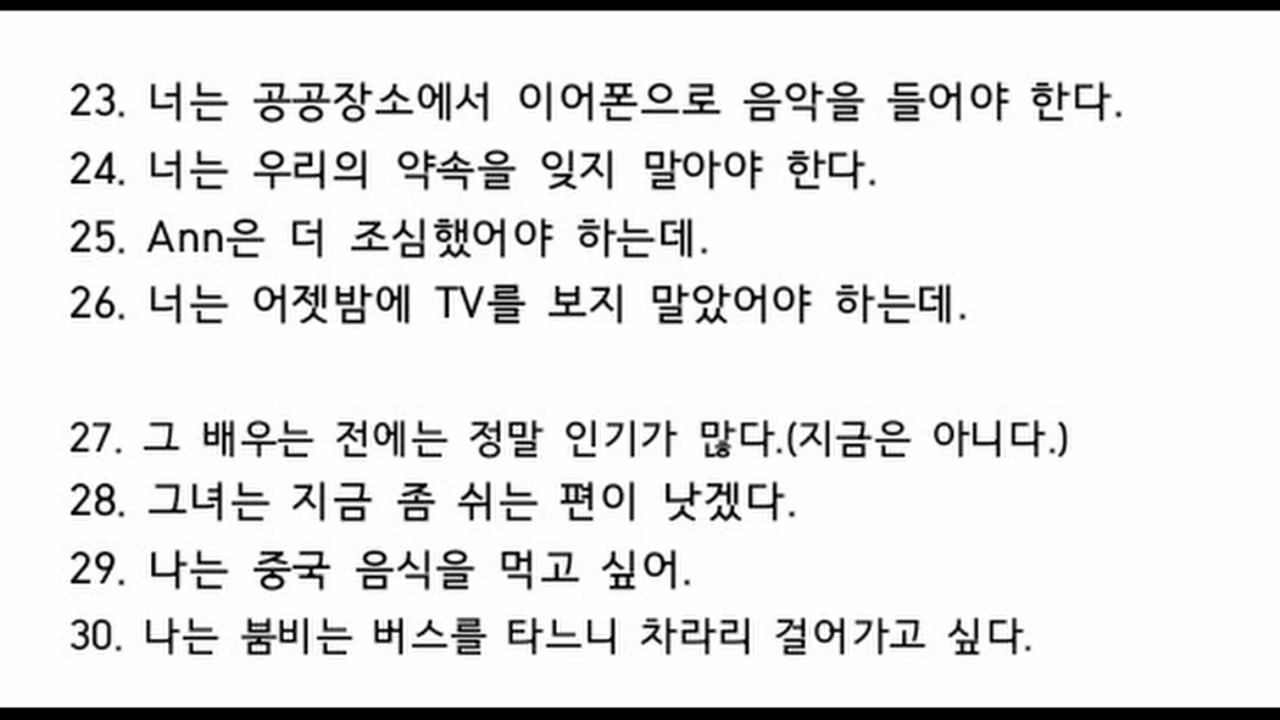 23. 너는 공공장소에서 이어폰으로 음악을 들어야 한다.
24. 너는 우리의 약속을 잊지 말아야 한다.
25. Ann은 더 조심했어야 하는데.
26. 너는 어젯밤에 TV를 보지 말았어야 하는데.
27. 그 배우는 전에는 정말 인기가 많다.(지금은 아니다.)
28. 그녀는 지금 좀 쉬는 편이 낫겠다.
29. 나는 중국 음식을 먹고 싶어.
30. 나는 붐비는 버스를 타느니 차라리 걸어가고 싶다.